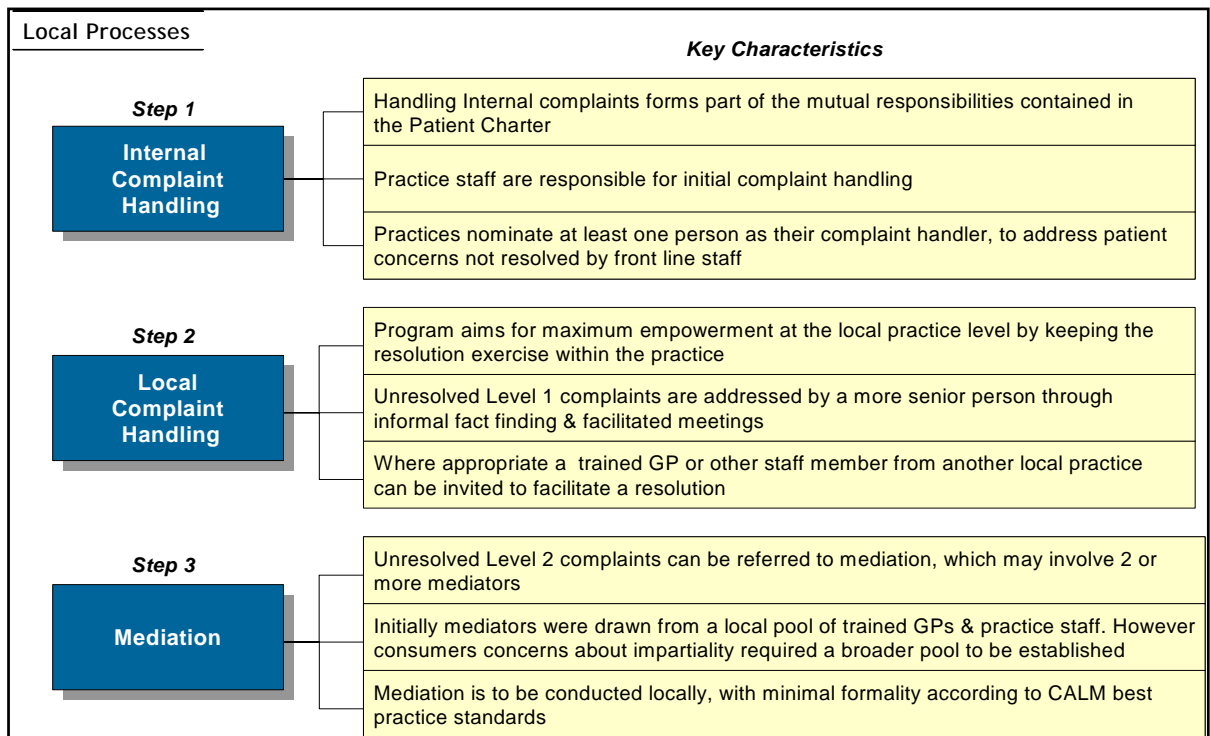 Local Processes
Key Characteristics
Step 1
Internal
Complaint
Handling
Handling Internal complaints forms part of the mutual responsibilities contained in
the Patient Charter
Practice staff are responsible for initial complaint handling
Practices nominate at least one person as their complaint handler, to address patient
concerns not resolved by front line staff
Step 2
Local
Complaint
Handling
Program aims for maximum empowerment at the local practice level by keeping the
resolution exercise within the practice
Unresolved Level 1 complaints are addressed by a more senior person through
informal fact finding & facilitated meetings
Where appropriate a trained GP or other staff member from another local practice
can be invited to facilitate a resolution
Step 3
Mediation
Unresolved Level 2 complaints can be referred to mediation, which may involve 2 or
more mediators
Initially mediators were drawn from a local pool of trained GPs & practice staff. However
consumers concerns about impartiality required a broader pool to be established
Mediation is to be conducted locally, with minimal formality according to CALM best
practice standards